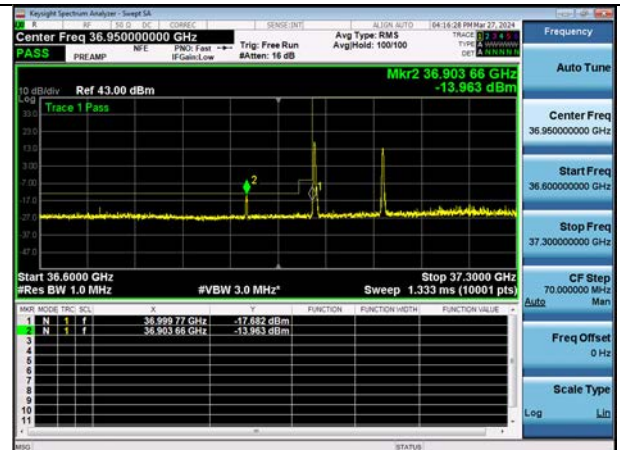 Keysight Spectrum Analyzer - Swept SA
R RF 50 Ω DC CORREC SENSE:INT ALIGN AUTO 04:16:28 PM Mar 27, 2024
Center Freq 36.950000000 GHz
PASS
PREAMP
NFE
PNO: Fast
IFGain:Low
Trig: Free Run
#Atten: 16 dB
Avg Type: RMS
Avg|Hold: 100/100
TRACE 1 2 3 4 5 6
TYPE A WWWWW
DET A N N N N N
Mkr2 36.903 66 GHz
-13.963 dBm
10 dB/div Ref 43.00 dBm
Log
Trace 1 Pass
33.0
23.0
13.0
3.00
-7.00
-17.0
-27.0
-37.0
-47.0
2
1
Start 36.6000 GHz Stop 37.3000 GHz
#Res BW 1.0 MHz #VBW 3.0 MHz* Sweep 1.333 ms (10001 pts)
MKR MODE TRC SCL X Y FUNCTION FUNCTION WIDTH FUNCTION VALUE
1 N 1 f 36.999 77 GHz -17.682 dBm
2 N 1 f 36.903 66 GHz -13.963 dBm
3
4
5
6
7
8
9
10
11
MSG STATUS
Frequency
Auto Tune
Center Freq
36.950000000 GHz
Start Freq
36.600000000 GHz
Stop Freq
37.300000000 GHz
CF Step
70.000000 MHz
Auto Man
Freq Offset
0 Hz
Scale Type
Log Lin